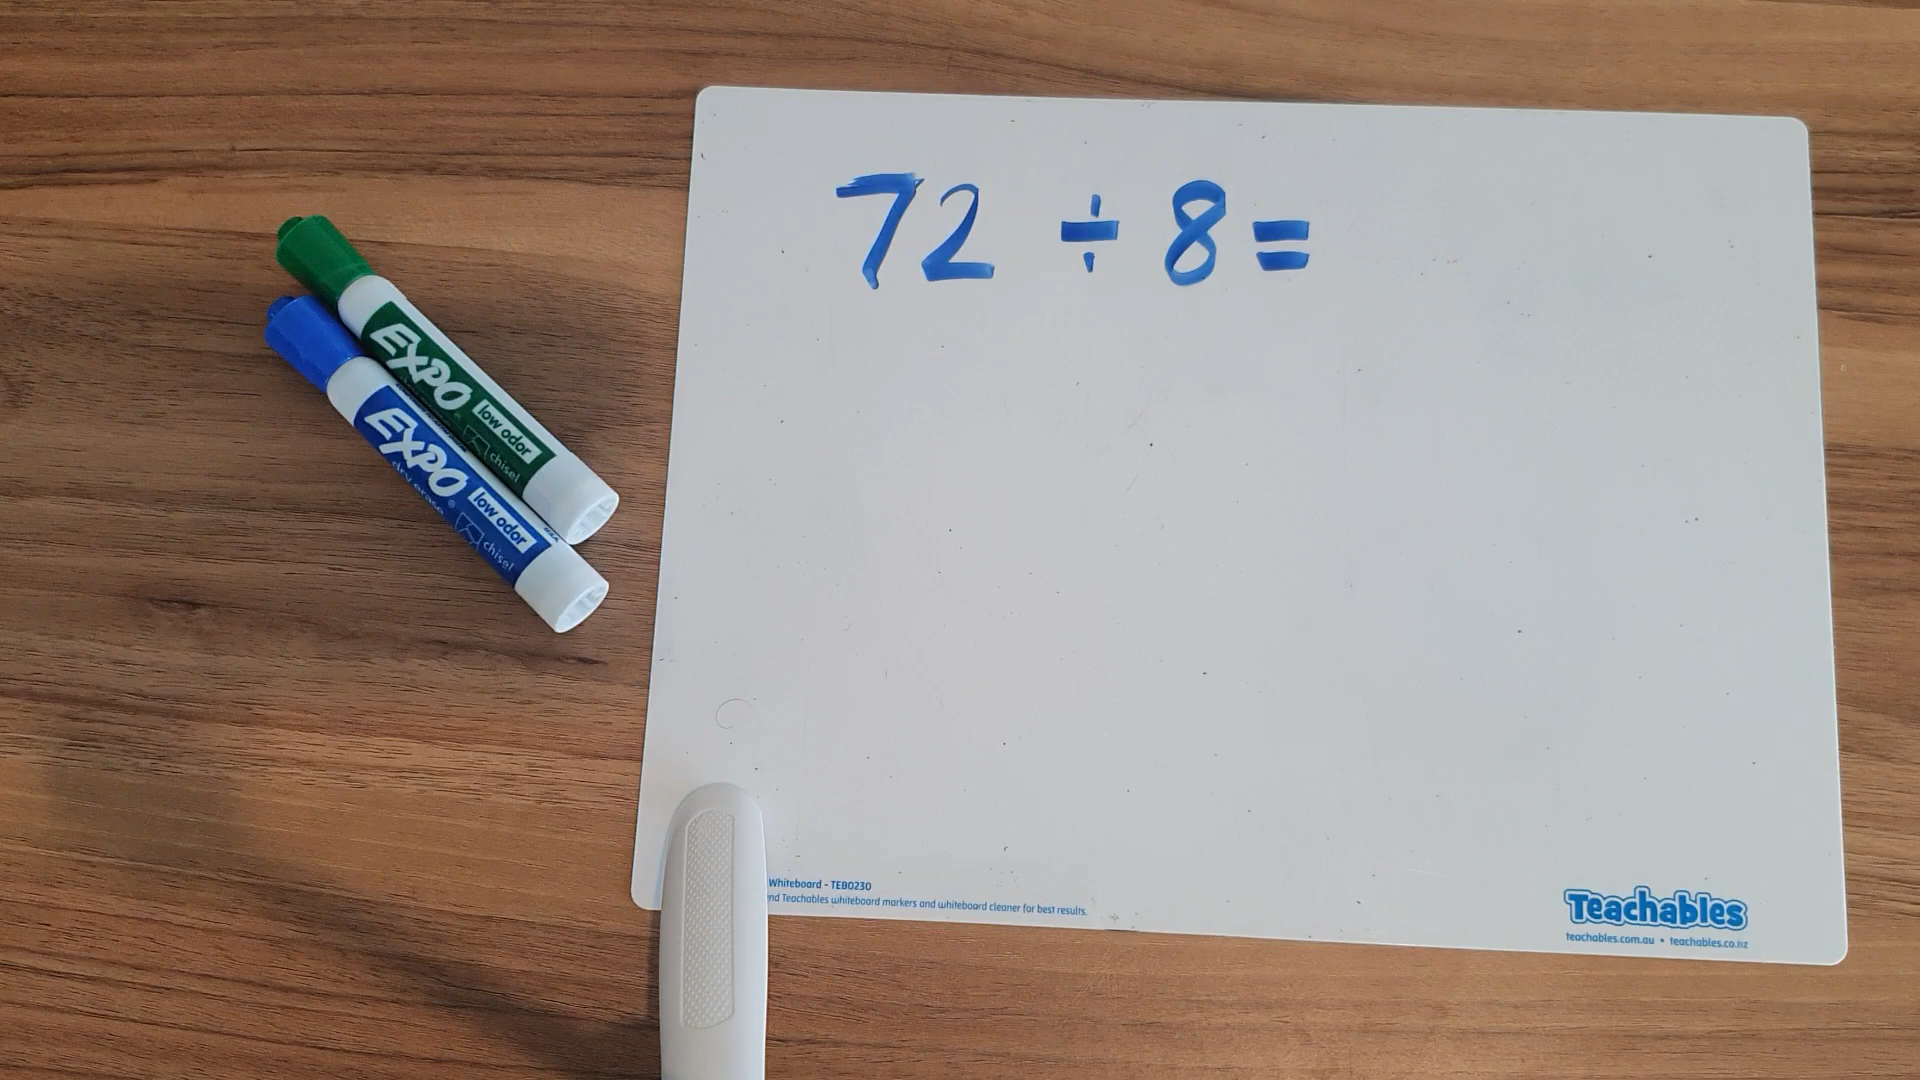 72 ÷ 8 =
EXPO low odor
chisel
EXPO low odor
dry erase chisel
Whiteboard - TEB0230
nd Teachables whiteboard markers and whiteboard cleaner for best results.
Teachables
teachables.com.au • teachables.co.nz